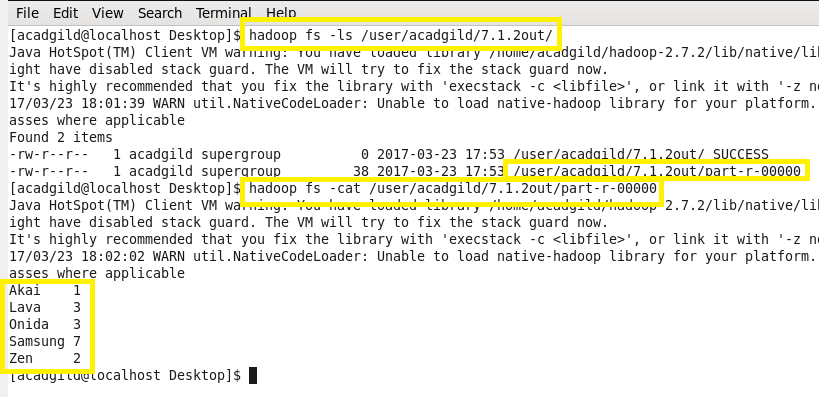 File Edit View Search Terminal Help
[acadgild@localhost Desktop]$ hadoop fs -ls /user/acadgild/7.1.2out/
Java HotSpot(TM) Client VM warning: You have loaded library /home/acadgild/hadoop-2.7.2/lib/native/li
ight have disabled stack guard. The VM will try to fix the stack guard now.
It's highly recommended that you fix the library with 'execstack -c <libfile>', or link it with '-z n
17/03/23 18:01:39 WARN util.NativeCodeLoader: Unable to load native-hadoop library for your platform.
asses where applicable
Found 2 items
-rw-r--r--   1 acadgild supergroup          0 2017-03-23 17:53 /user/acadgild/7.1.2out/_SUCCESS
-rw-r--r--   1 acadgild supergroup         38 2017-03-23 17:53 /user/acadgild/7.1.2out/part-r-00000
[acadgild@localhost Desktop]$ hadoop fs -cat /user/acadgild/7.1.2out/part-r-00000
Java HotSpot(TM) Client VM warning: You have loaded library /home/acadgild/hadoop-2.7.2/lib/native/li
ight have disabled stack guard. The VM will try to fix the stack guard now.
It's highly recommended that you fix the library with 'execstack -c <libfile>', or link it with '-z n
17/03/23 18:02:02 WARN util.NativeCodeLoader: Unable to load native-hadoop library for your platform.
asses where applicable
Akai    1
Lava    3
Onida   3
Samsung 7
Zen     2
[acadgild@localhost Desktop]$